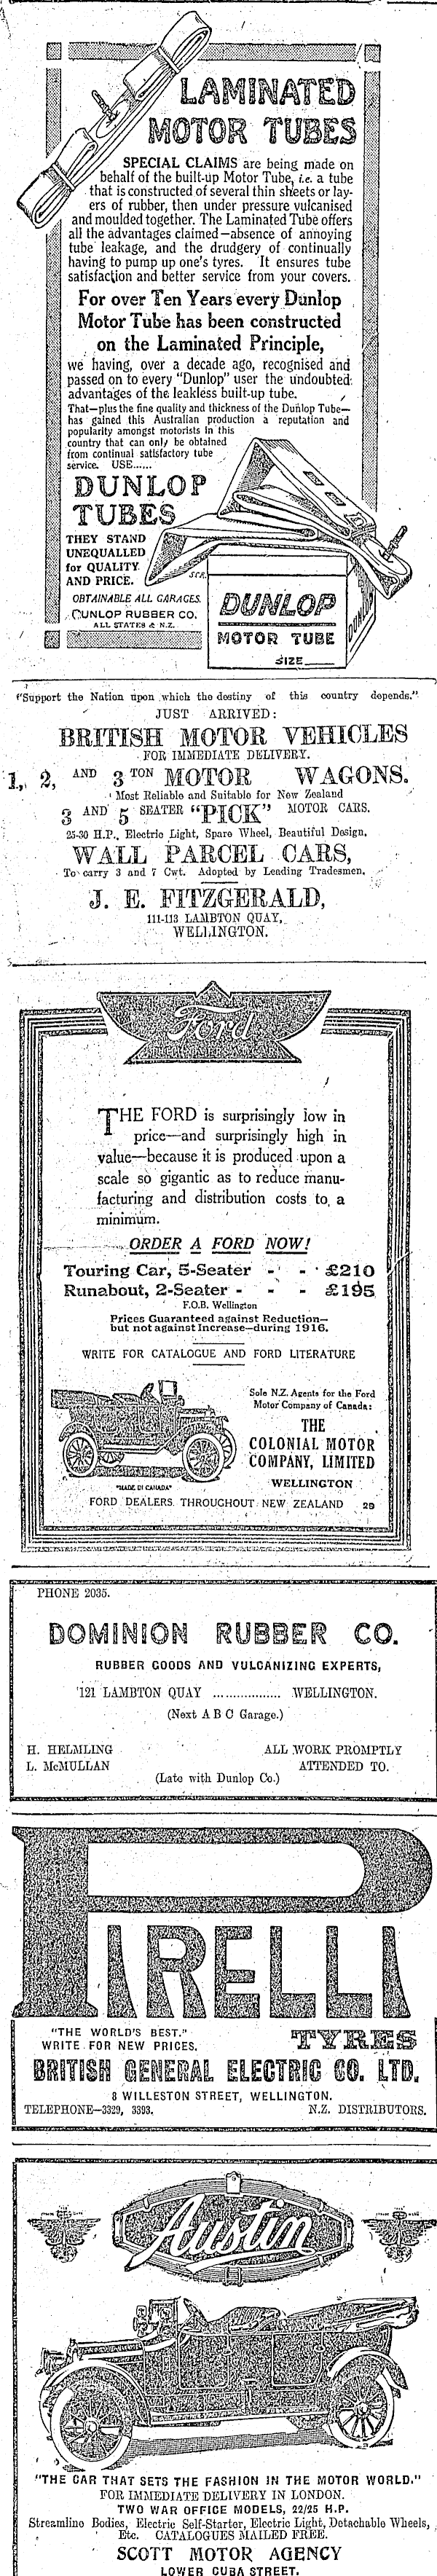 LAMINATED
MOTOR TUBES
SPECIAL CLAIMS are being made on
behalf of the built-up Motor Tube, i.e. a tube
that is constructed of several thin sheets or lay-
ers of rubber, then under pressure vulcanised
and moulded together. The Laminated Tube offers
all the advantages claimed—absence of annoying
tube leakage, and the drudgery of continually
having to pump up one's tyres. It ensures tube
satisfaction and better service from your covers.
For over Ten Years every Dunlop
Motor Tube has been constructed
on the Laminated Principle,
we having, over a decade ago, recognised and
passed on to every "Dunlop" user the undoubted
advantages of the leakless built-up tube.
That—plus the fine quality and thickness of the Dunlop Tube—
has gained this Australian production a reputation and
popularity amongst motorists in this
country that can only be obtained
from continual satisfactory tube
service. USE......
DUNLOP
TUBES
THEY STAND
UNEQUALLED
for QUALITY
AND PRICE.
OBTAINABLE ALL GARAGES.
DUNLOP RUBBER CO.
ALL STATES & N.Z.
DUNLOP
MOTOR TUBE
SIZE
DUNLOP
"Support the Nation upon which the destiny of this country depends."
JUST ARRIVED:
BRITISH MOTOR VEHICLES
FOR IMMEDIATE DELIVERY.
1, 2, AND 3 TON MOTOR WAGONS.
Most Reliable and Suitable for New Zealand
3 AND 5 SEATER "PICK" MOTOR CARS.
25-30 H.P., Electric Light, Spare Wheel, Beautiful Design.
WALL PARCEL CARS,
To carry 3 and 7 Cwt. Adopted by Leading Tradesmen.
J. E. FITZGERALD,
111-113 LAMBTON QUAY,
WELLINGTON.
Ford
THE FORD is surprisingly low in
price—and surprisingly high in
value—because it is produced upon a
scale so gigantic as to reduce manu-
facturing and distribution costs to a
minimum.
ORDER A FORD NOW!
Touring Car, 5-Seater - - £210
Runabout, 2-Seater - - - £195
F.O.B. Wellington
Prices Guaranteed against Reduction—
but not against Increase—during 1916.
WRITE FOR CATALOGUE AND FORD LITERATURE
Sole N.Z. Agents for the Ford
Motor Company of Canada:
THE
COLONIAL MOTOR
COMPANY, LIMITED
WELLINGTON
"MADE IN CANADA"
FORD DEALERS THROUGHOUT NEW ZEALAND 29
PHONE 2035.
DOMINION RUBBER CO.
RUBBER GOODS AND VULCANIZING EXPERTS,
121 LAMBTON QUAY .................. WELLINGTON.
(Next A B C Garage.)
H. HELMLING ALL WORK PROMPTLY
L. McMULLAN ATTENDED TO.
(Late with Dunlop Co.)
PIRELLI
"THE WORLD'S BEST."
WRITE FOR NEW PRICES.
TYRES
BRITISH GENERAL ELECTRIC CO. LTD.
8 WILLESTON STREET, WELLINGTON.
TELEPHONE—3329, 3393. N.Z. DISTRIBUTORS.
Austin
"THE CAR THAT SETS THE FASHION IN THE MOTOR WORLD."
FOR IMMEDIATE DELIVERY IN LONDON.
TWO WAR OFFICE MODELS, 22/25 H.P.
Streamline Bodies, Electric Self-Starter, Electric Light, Detachable Wheels,
Etc. CATALOGUES MAILED FREE.
SCOTT MOTOR AGENCY
LOWER CUBA STREET.